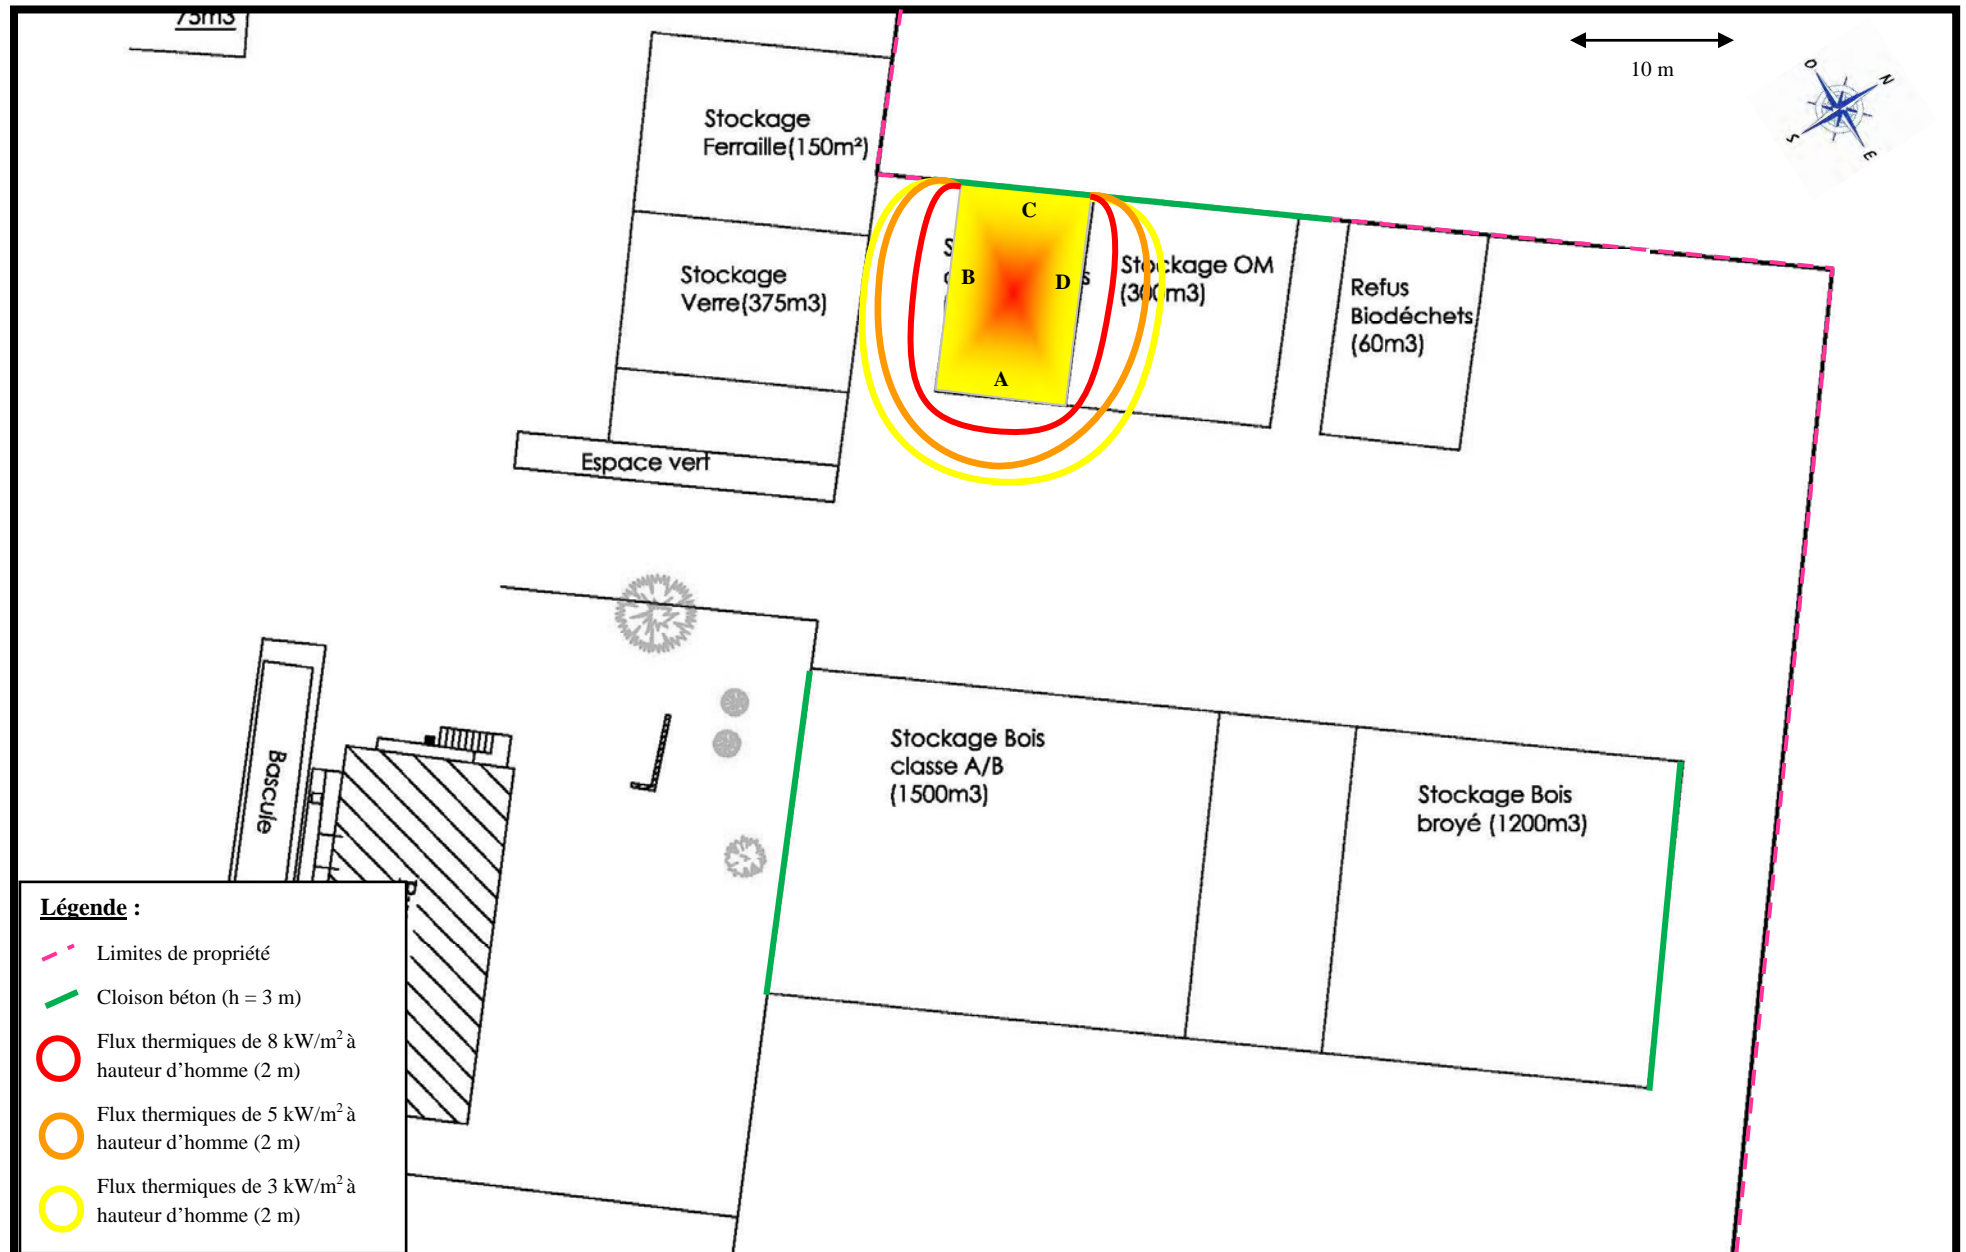 75m3
10 m
O
N
S
E
Stockage
Ferraille(150m²)
Stockage
Verre(375m3)
C
B
D
A
Stockage OM
(300m3)
Refus
Biodéchets
(60m3)
Espace vert
Bascule
Stockage Bois
classe A/B
(1500m3)
Stockage Bois
broyé (1200m3)
Légende :
Limites de propriété
Cloison béton (h = 3 m)
Flux thermiques de 8 kW/m² à
hauteur d'homme (2 m)
Flux thermiques de 5 kW/m² à
hauteur d'homme (2 m)
Flux thermiques de 3 kW/m² à
hauteur d'homme (2 m)